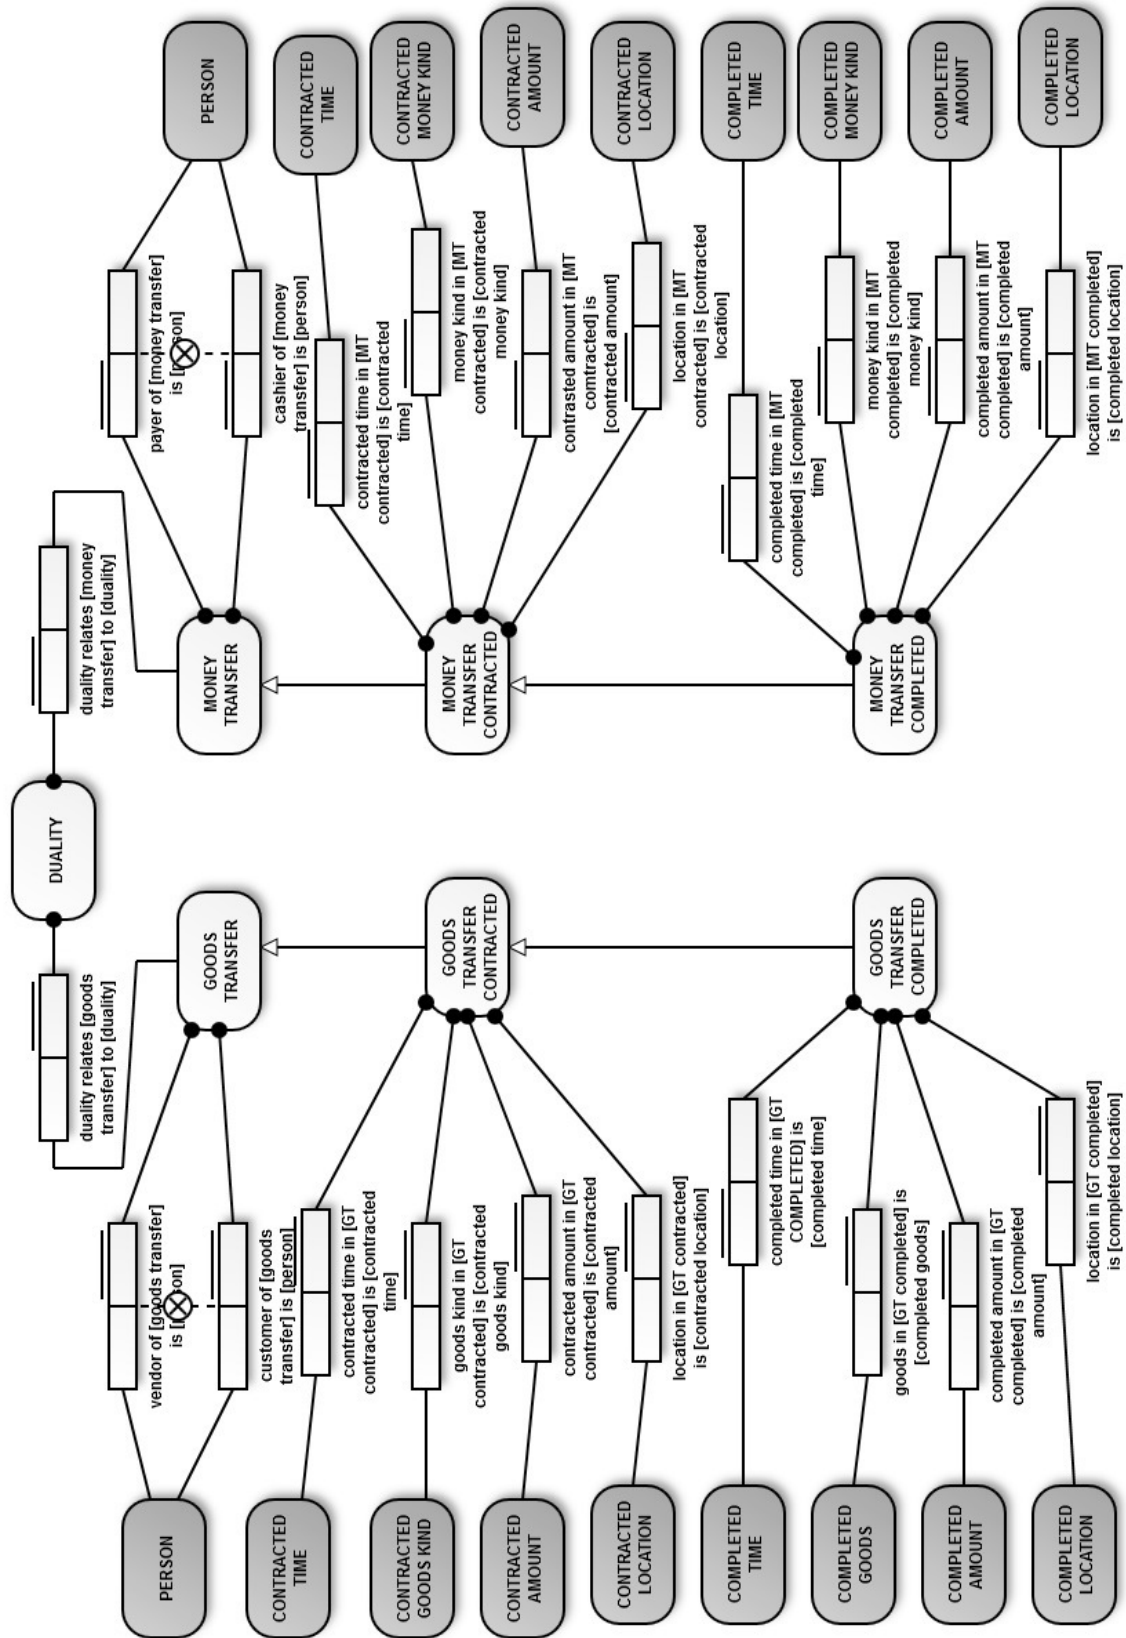 DUALITY
duality relates [goods
transfer] to [duality]
duality relates [money
transfer] to [duality]
PERSON
vendor of [goods transfer]
is
customer of [goods
transfer] is [person]
GOODS
TRANSFER
MONEY
TRANSFER
payer of [money transfer]
is
cashier of [money
transfer] is [person]
PERSON
CONTRACTED
TIME
contracted time in [GT
contracted] is [contracted
time]
contracted time in [MT
contracted] is [contracted
time]
CONTRACTED
TIME
CONTRACTED
GOODS KIND
goods kind in [GT
contracted] is [contracted
goods kind]
GOODS
TRANSFER
CONTRACTED
MONEY
TRANSFER
CONTRACTED
money kind in [MT
contracted] is [contracted
money kind]
CONTRACTED
MONEY KIND
CONTRACTED
AMOUNT
contracted amount in [GT
contracted] is [contracted
amount]
contrasted amount in [MT
comtracted] is
[contracted amount]
CONTRACTED
AMOUNT
CONTRACTED
LOCATION
location in [GT contracted]
is [contracted location]
location in [MT
contracted] is [contracted
location]
CONTRACTED
LOCATION
COMPLETED
TIME
completed time in [GT
COMPLETED] is
[completed time]
completed time in [MT
completed] is [completed
time]
COMPLETED
TIME
COMPLETED
GOODS
goods in [GT completed] is
[completed goods]
GOODS
TRANSFER
COMPLETED
MONEY
TRANSFER
COMPLETED
money kind in [MT
completed] is [completed
money kind]
COMPLETED
MONEY KIND
COMPLETED
AMOUNT
completed amount in [GT
completed] is [completed
amount]
completed amount in [MT
completed] is [completed
amount]
COMPLETED
AMOUNT
COMPLETED
LOCATION
location in [GT completed]
is [completed location]
location in [MT completed]
is [completed location]
COMPLETED
LOCATION